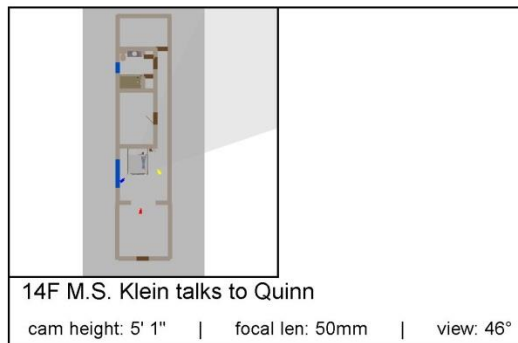 14F M.S. Klein talks to Quinn
cam height: 5' 1" | focal len: 50mm | view: 46°